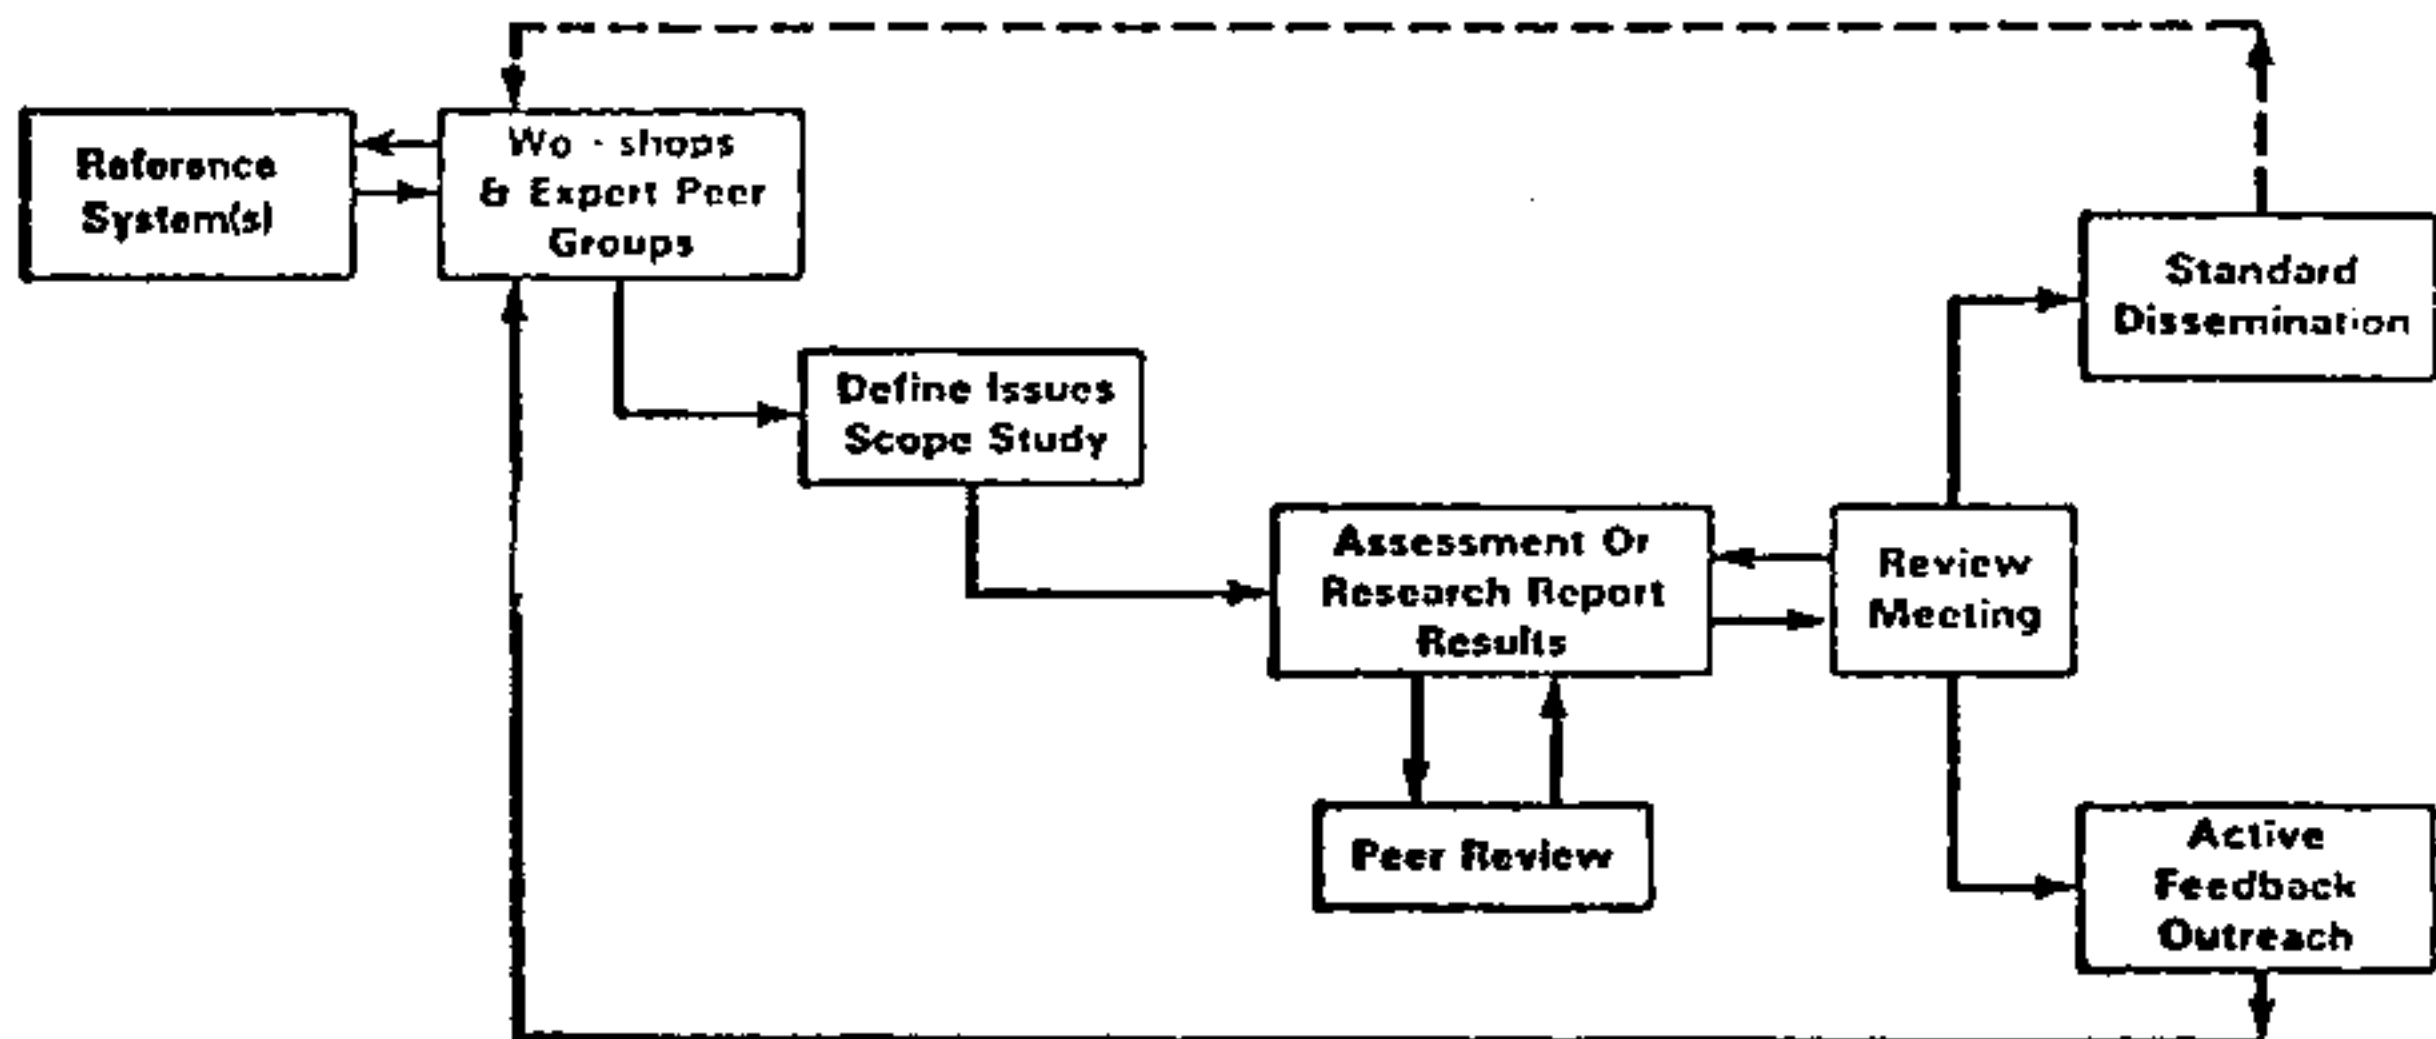 Reference
System(s)
Wo - shops
& Expert Peer
Groups
Define Issues
Scope Study
Assessment Or
Research Report
Results
Peer Review
Review
Meeting
Standard
Dissemination
Active
Feedback
Outreach